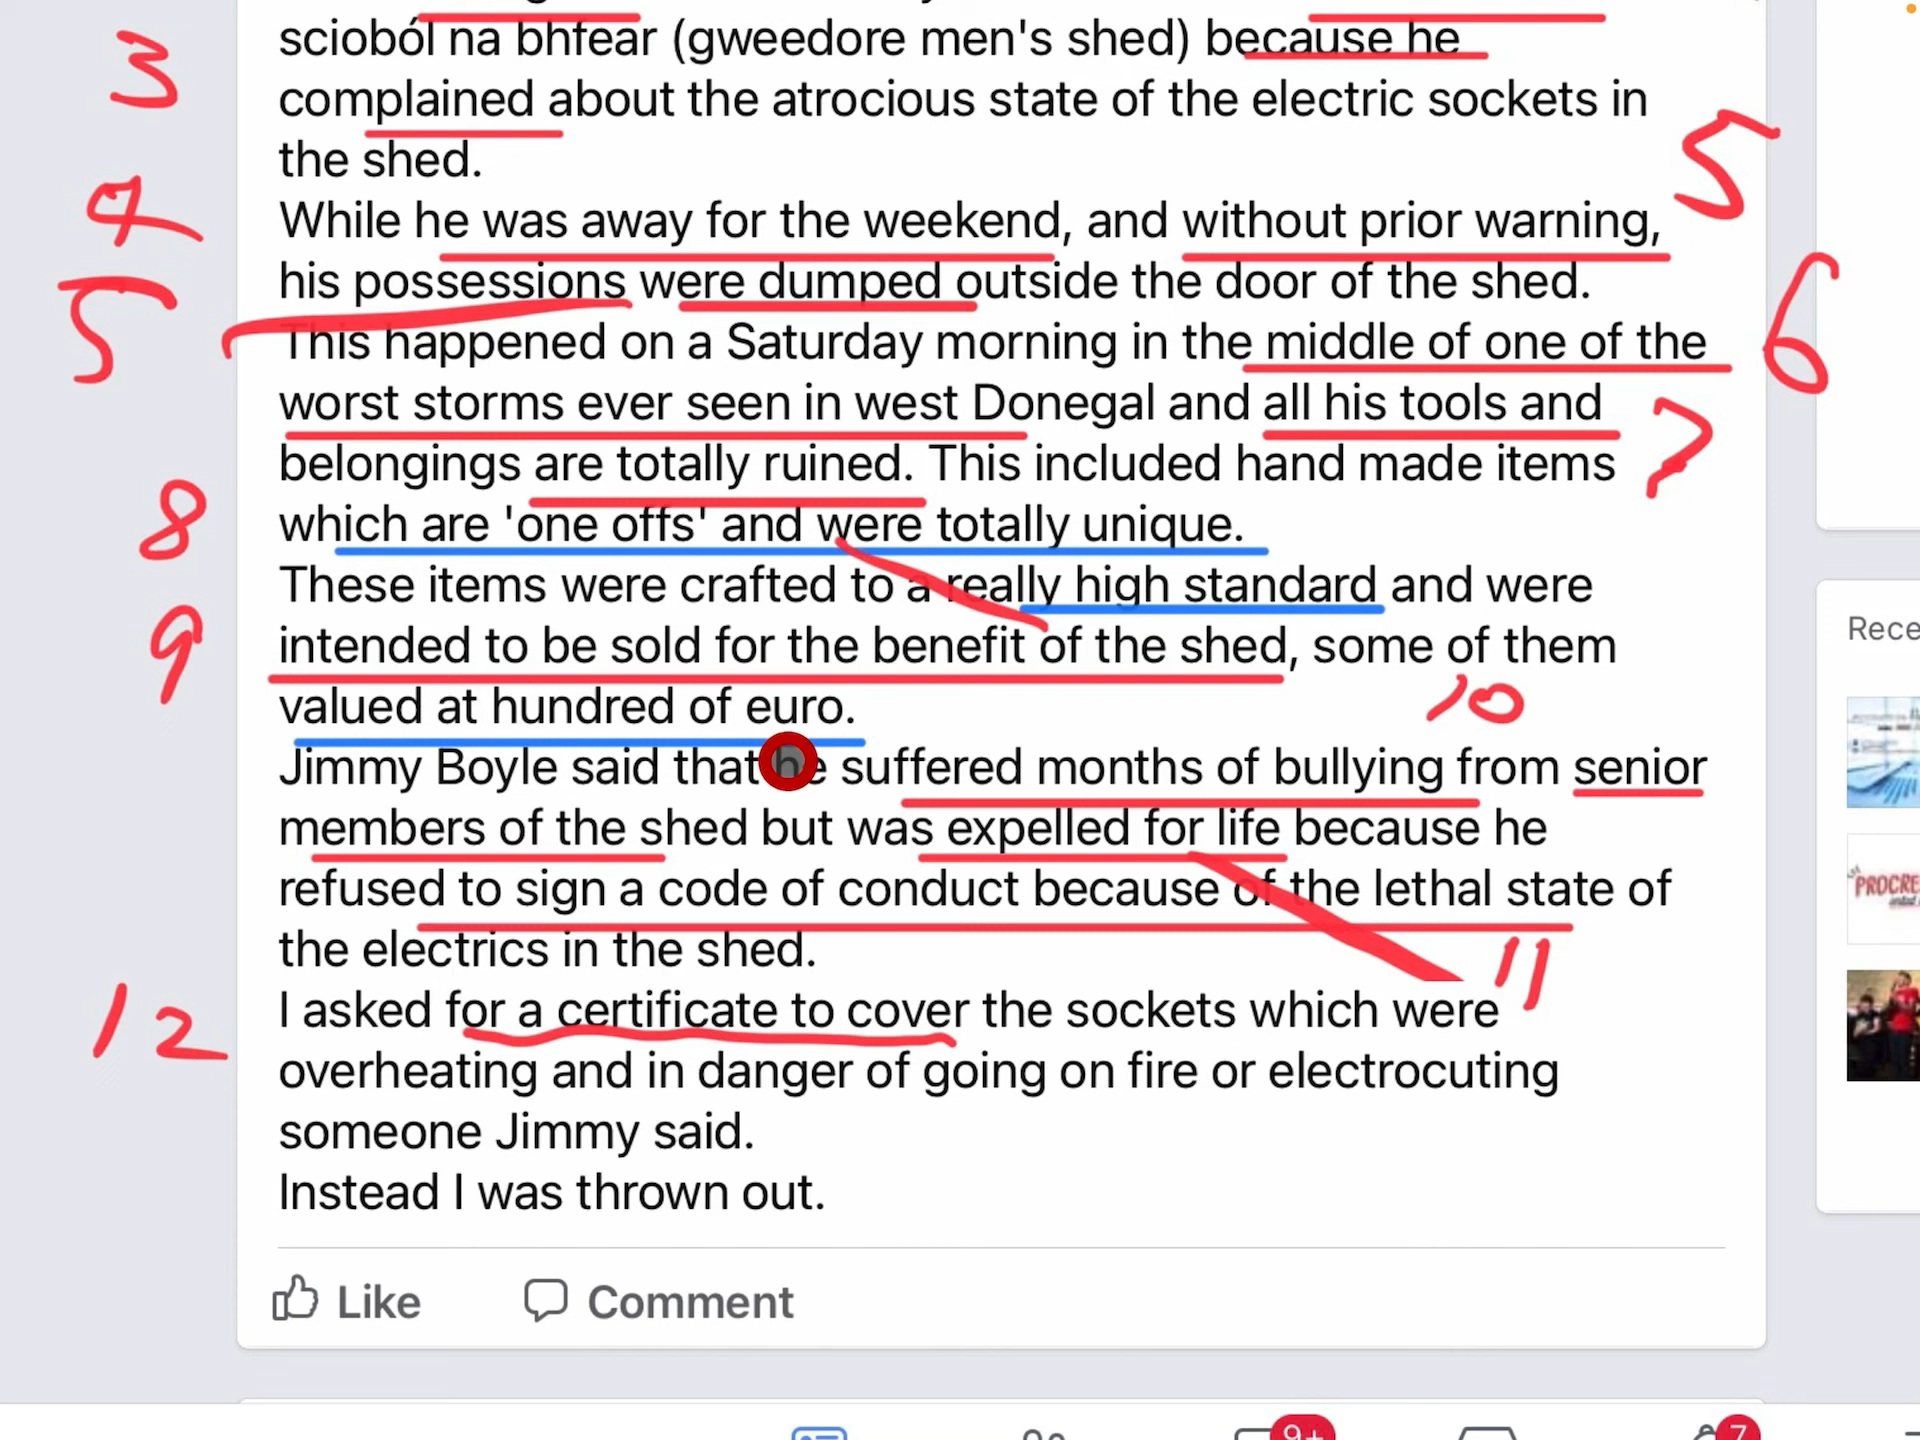 3
scioból na bhfear (gweedore men's shed) because he
complained about the atrocious state of the electric sockets in
5
the shed.
4
While he was away for the weekend, and without prior warning,
5
his possessions were dumped outside the door of the shed.
6
This happened on a Saturday morning in the middle of one of the
worst storms ever seen in west Donegal and all his tools and
7
belongings are totally ruined. This included hand made items
8
which are 'one offs' and were totally unique.
These items were crafted to a really high standard and were
9
intended to be sold for the benefit of the shed, some of them
Rece
valued at hundred of euro.
10
Jimmy Boyle said that he suffered months of bullying from senior
members of the shed but was expelled for life because he
refused to sign a code of conduct because of the lethal state of
PROCRE
the electrics in the shed.
11
12
I asked for a certificate to cover the sockets which were
overheating and in danger of going on fire or electrocuting
someone Jimmy said.
Instead I was thrown out.
Like
Comment
9+
7